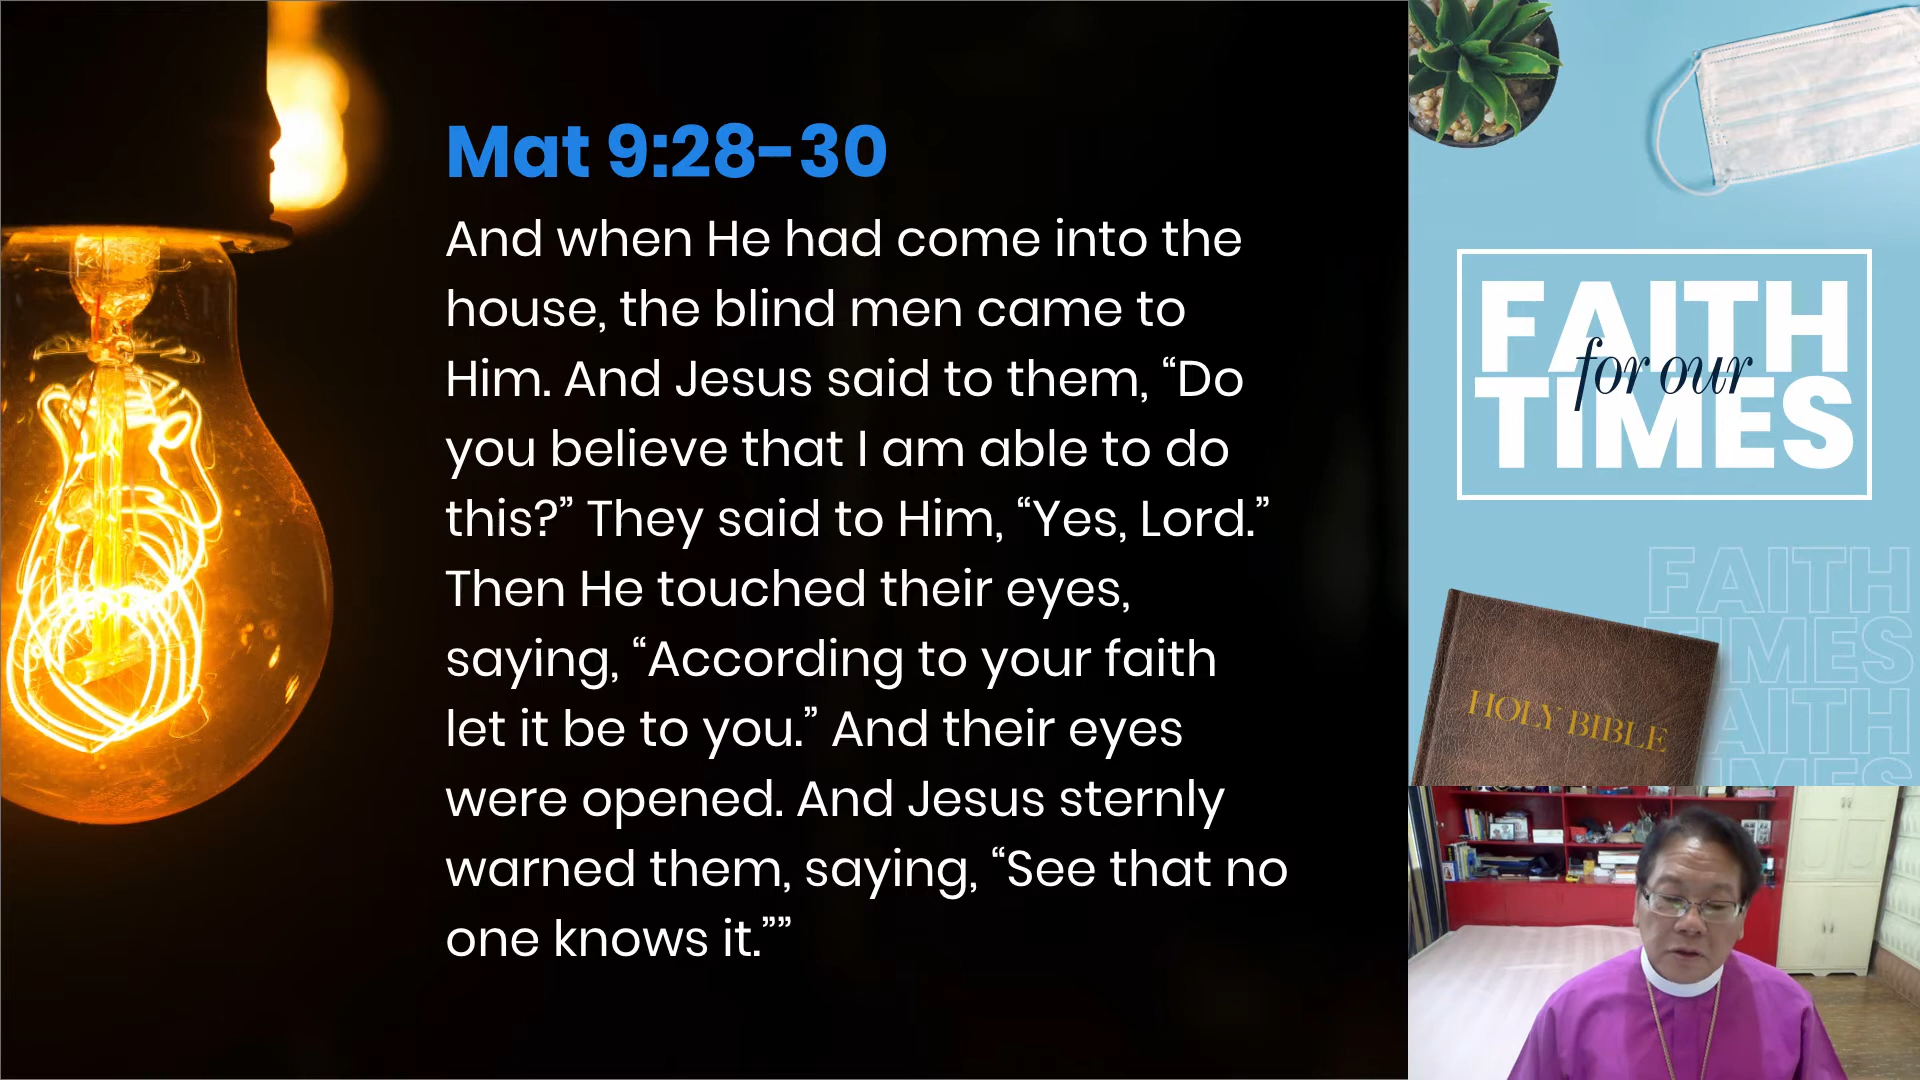 Mat 9:28-30
And when He had come into the
house, the blind men came to
Him. And Jesus said to them, “Do
you believe that I am able to do
this?” They said to Him, “Yes, Lord.”
Then He touched their eyes,
saying, “According to your faith
let it be to you.” And their eyes
were opened. And Jesus sternly
warned them, saying, “See that no
one knows it.””
FAITH
for our
TIMES
FAITH
TIMES
FAITH
TIMES
HOLY BIBLE